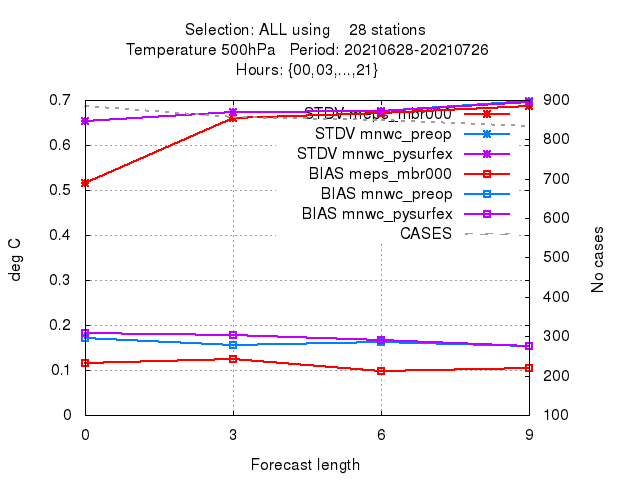 Selection: ALL using 28 stations
Temperature 500hPa Period: 20210628-20210726
Hours: {00,03,...,21}
0.7
0.6
0.5
0.4
0.3
0.2
0.1
0
deg C
STDV meps_mbr000
STDV mnwc_preop
STDV mnwc_pysurfex
BIAS meps_mbr000
BIAS mnwc_preop
BIAS mnwc_pysurfex
CASES
900
800
700
600
500
400
300
200
100
No cases
0 3 6 9
Forecast length